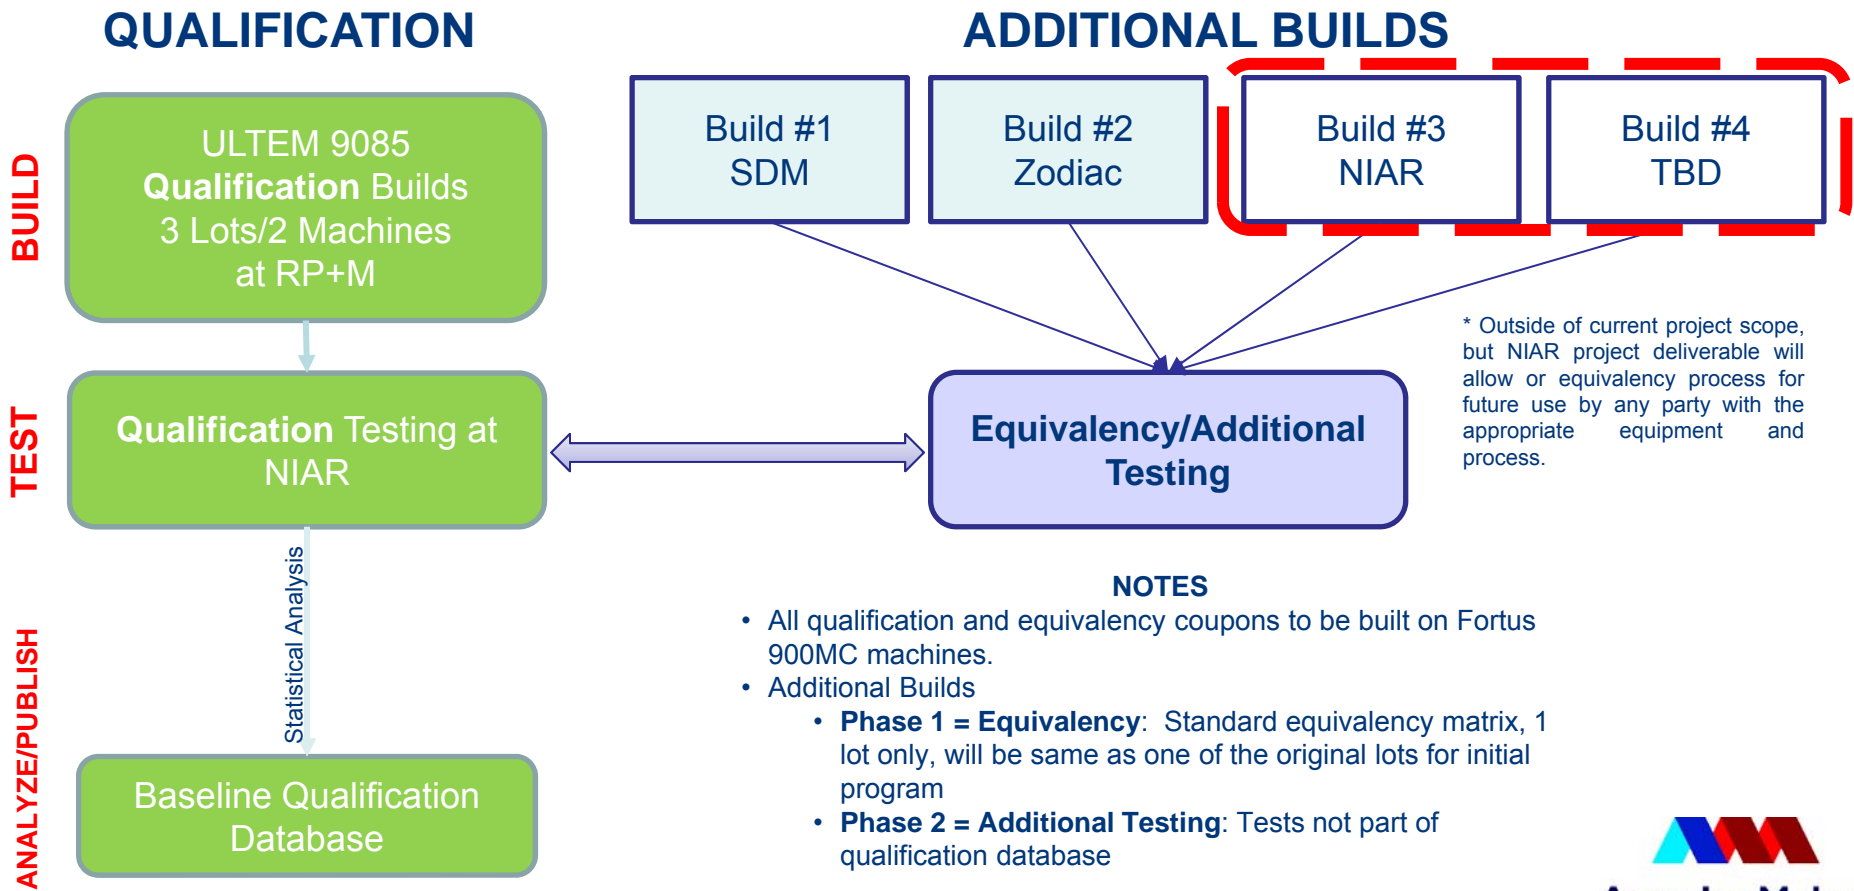 QUALIFICATION
ADDITIONAL BUILDS
BUILD
ULTEM 9085
Qualification Builds
3 Lots/2 Machines
at RP+M
Build #1
SDM
Build #2
Zodiac
Build #3
NIAR
Build #4
TBD
* Outside of current project scope,
but NIAR project deliverable will
allow or equivalency process for
future use by any party with the
appropriate equipment and
process.
TEST
Qualification Testing at
NIAR
Equivalency/Additional
Testing
Statistical Analysis
ANALYZE/PUBLISH
Baseline Qualification
Database
NOTES
• All qualification and equivalency coupons to be built on Fortus
900MC machines.
• Additional Builds
• Phase 1 = Equivalency: Standard equivalency matrix, 1
lot only, will be same as one of the original lots for initial
program
• Phase 2 = Additional Testing: Tests not part of
qualification database